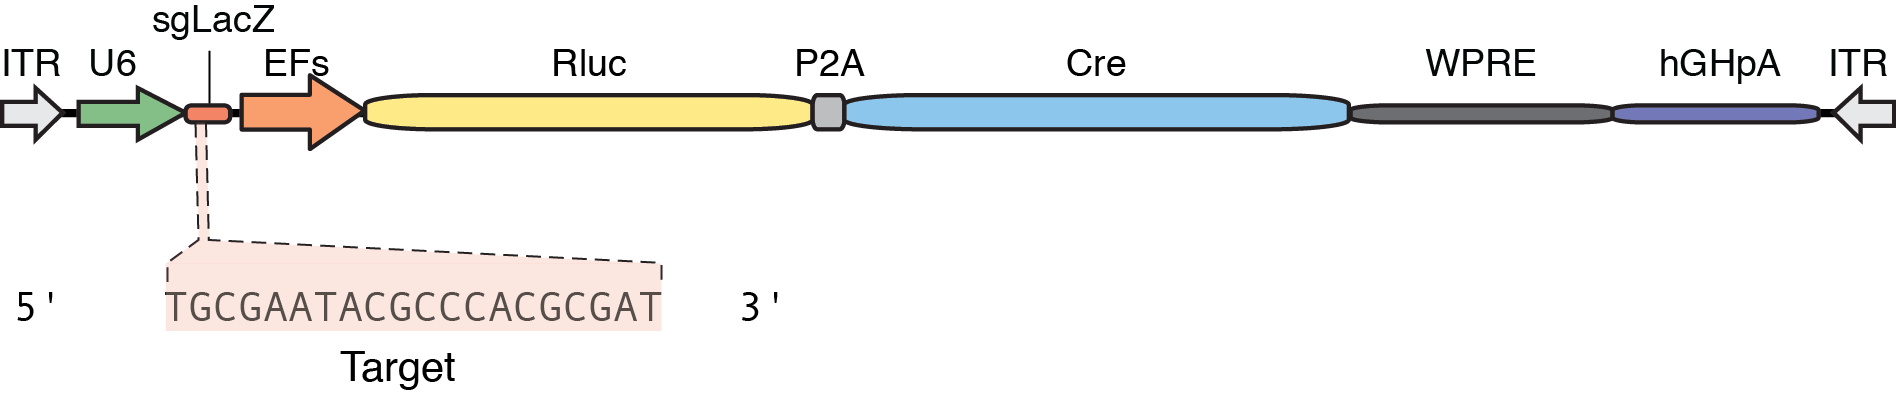 sgLacZ
ITR U6 EFs Rluc P2A Cre WPRE hGHpA ITR
5' TGCGAATACGCCCACGCGAT 3'
Target